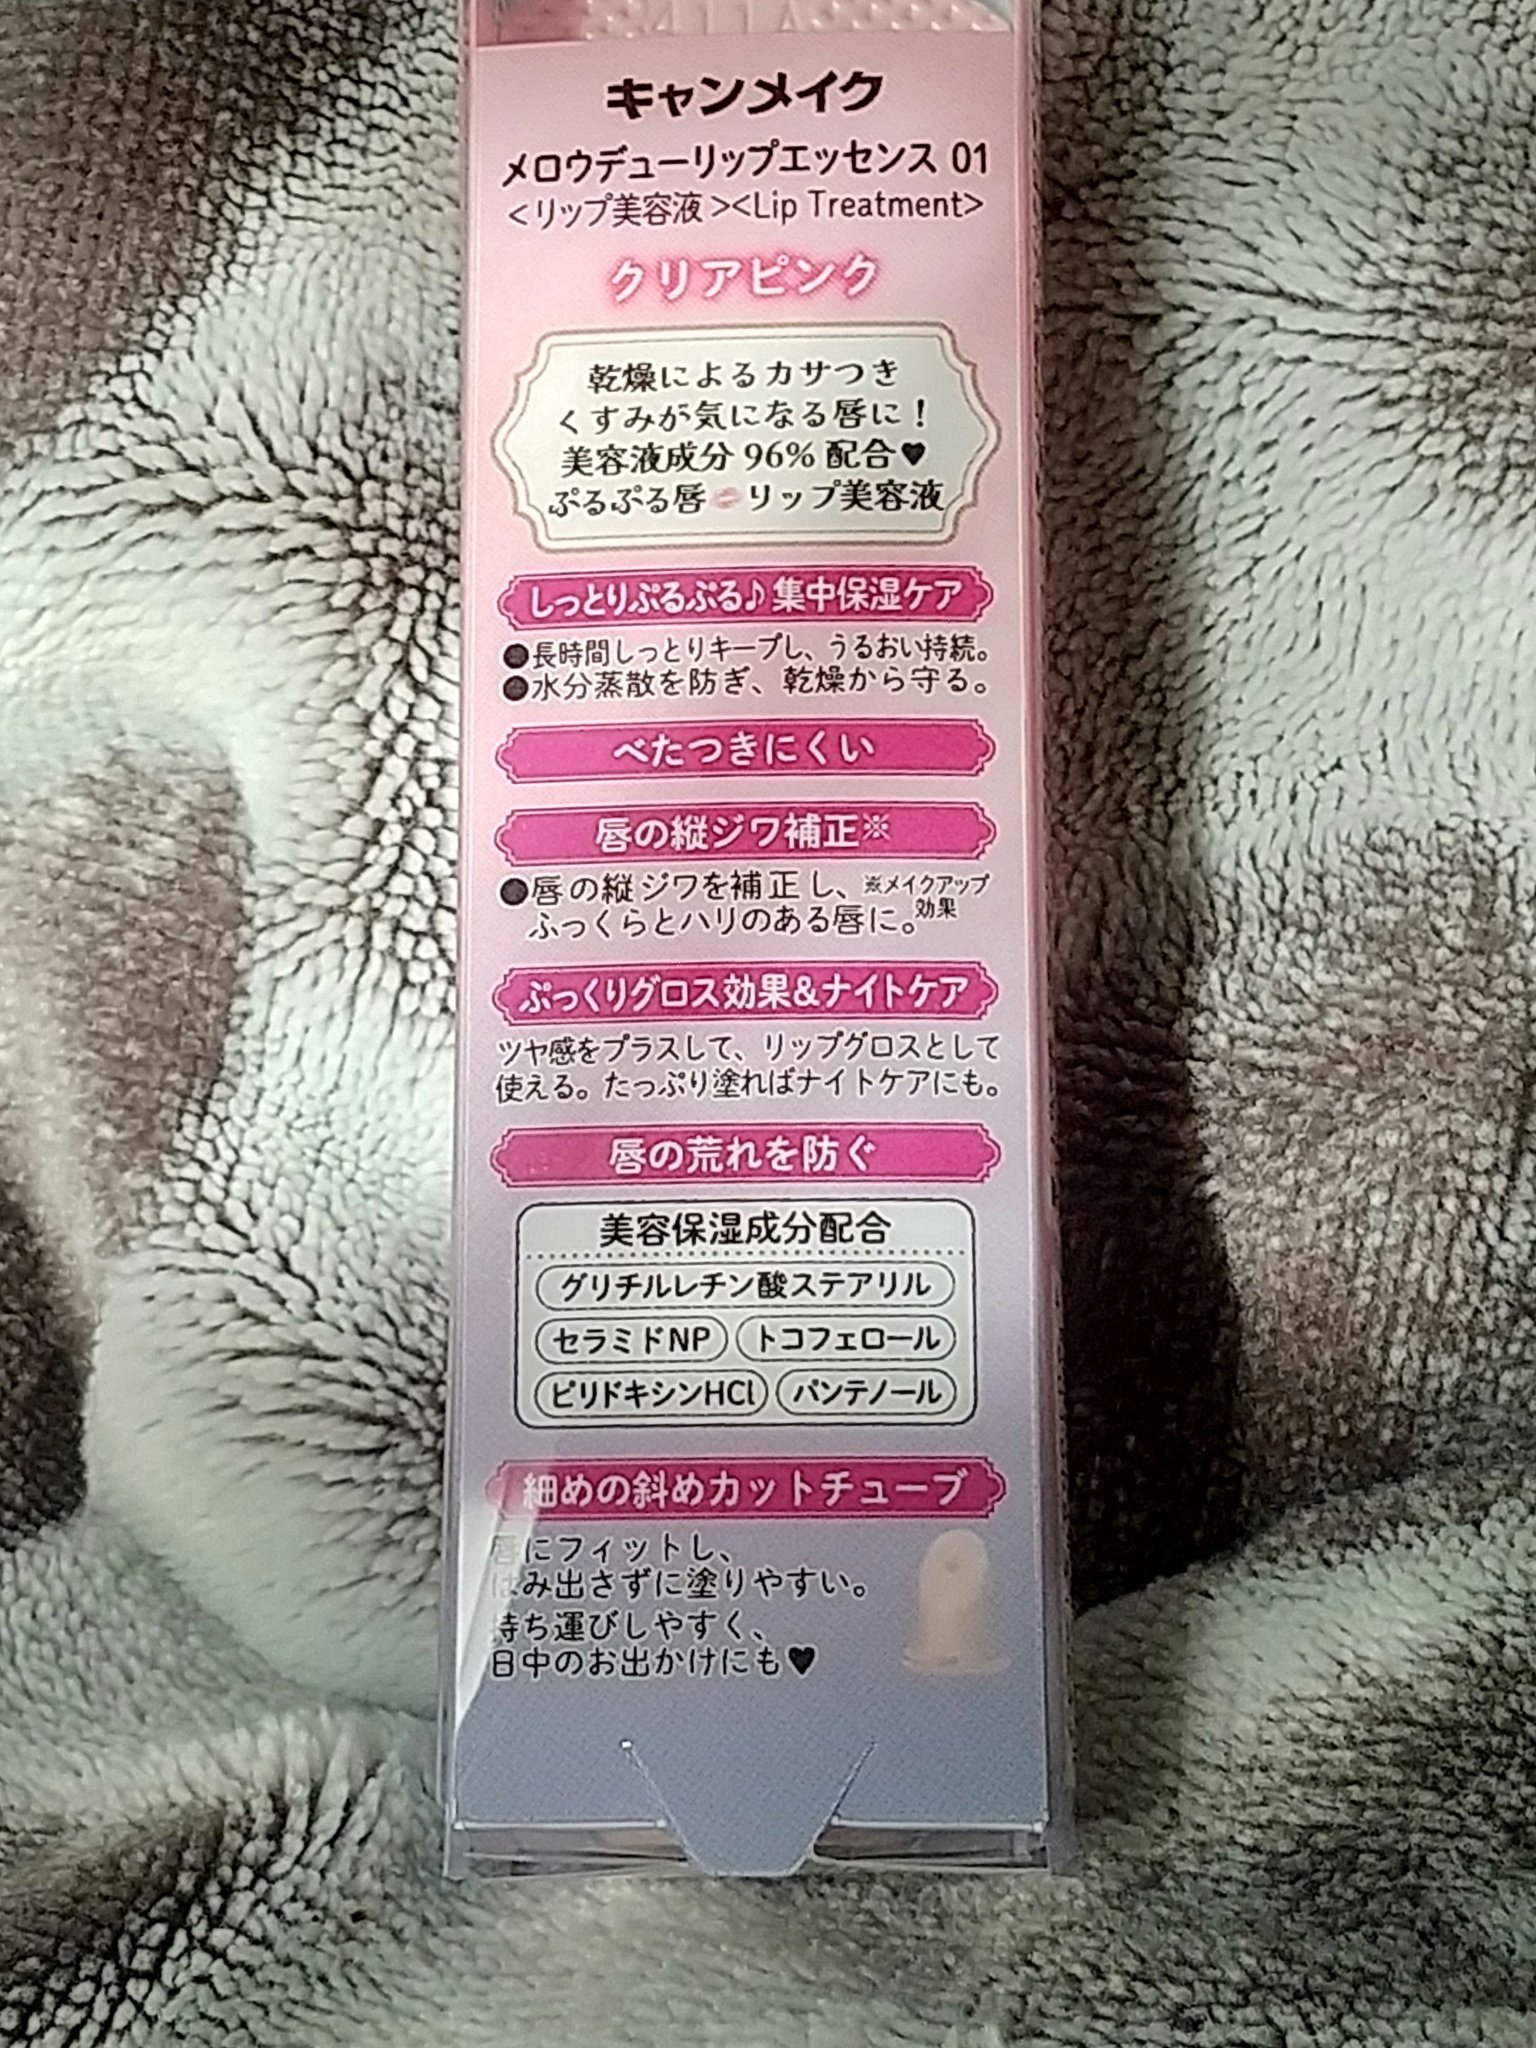 キャンメイク
メロウデューリップエッセンス 01
<リップ美容液><Lip Treatment>
クリアピンク
乾燥によるカサつき
くすみが気になる唇に！
美容液成分 96% 配合♥
ぷるぷる唇💋リップ美容液
しっとりぷるぷる♪集中保湿ケア
●長時間しっとりキープし、うるおい持続。
●水分蒸散を防ぎ、乾燥から守る。
べたつきにくい
唇の縦ジワ補正※
●唇の縦ジワを補正し、
ふっくらとハリのある唇に。
※メイクアップ
効果
ぷっくりグロス効果&ナイトケア
ツヤ感をプラスして、リップグロスとして
使える。たっぷり塗ればナイトケアにも。
唇の荒れを防ぐ
美容保湿成分配合
グリチルレチン酸ステアリル
セラミドNP トコフェロール
ピリドキシンHCl パンテノール
細めの斜めカットチューブ
唇にフィットし、
はみ出さずに塗りやすい。
持ち運びしやすく、
日中のお出かけにも♥